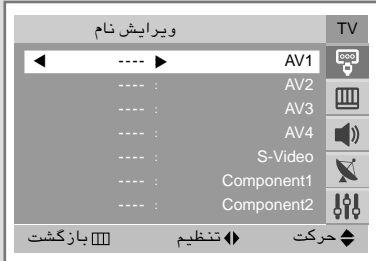 TV ویرایش نام
AV1 ----
AV2 : ----
AV3 : ----
AV4 : ----
S-Video : ----
Component1 : ----
Component2 : ----
حرکت تنظیم بازگشت